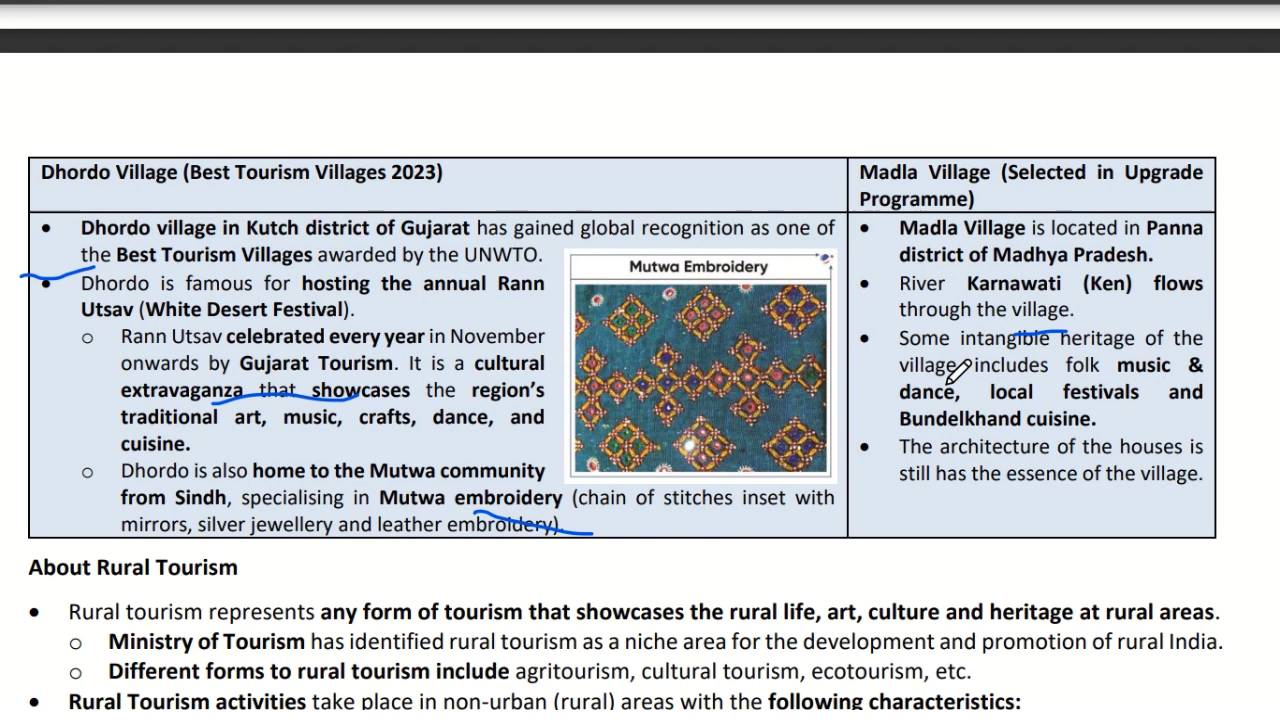 Dhordo Village (Best Tourism Villages 2023)
• Dhordo village in Kutch district of Gujarat has gained global recognition as one of
the Best Tourism Villages awarded by the UNWTO.
• Dhordo is famous for hosting the annual Rann
Utsav (White Desert Festival).
o Rann Utsav celebrated every year in November
onwards by Gujarat Tourism. It is a cultural
extravaganza that showcases the region's
traditional art, music, crafts, dance, and
cuisine.
o Dhordo is also home to the Mutwa community
from Sindh, specialising in Mutwa embroidery (chain of stitches inset with
mirrors, silver jewellery and leather embroidery).
Mutwa Embroidery
Madla Village (Selected in Upgrade
Programme)
• Madla Village is located in Panna
district of Madhya Pradesh.
• River Karnawati (Ken) flows
through the village.
• Some intangible heritage of the
village includes folk music &
dance, local festivals and
Bundelkhand cuisine.
• The architecture of the houses is
still has the essence of the village.
About Rural Tourism
• Rural tourism represents any form of tourism that showcases the rural life, art, culture and heritage at rural areas.
o Ministry of Tourism has identified rural tourism as a niche area for the development and promotion of rural India.
o Different forms to rural tourism include agritourism, cultural tourism, ecotourism, etc.
• Rural Tourism activities take place in non-urban (rural) areas with the following characteristics: